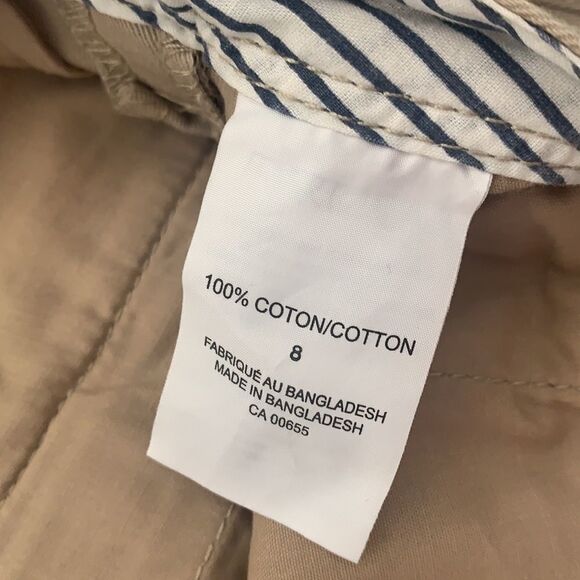 100% COTON/COTTON
8
FABRIQUÉ AU BANGLADESH
MADE IN BANGLADESH
CA 00655